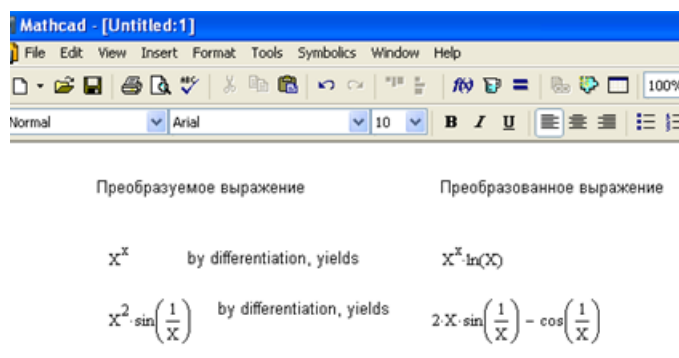 Mathcad - [Untitled:1]
File Edit View Insert Format Tools Symbolics Window Help
100%
Normal Arial 10 B I U
Преобразуемое выражение Преобразованное выражение
X^x by differentiation, yields X^x·ln(X)
X^2·sin(1/X) by differentiation, yields 2·X·sin(1/X) - cos(1/X)